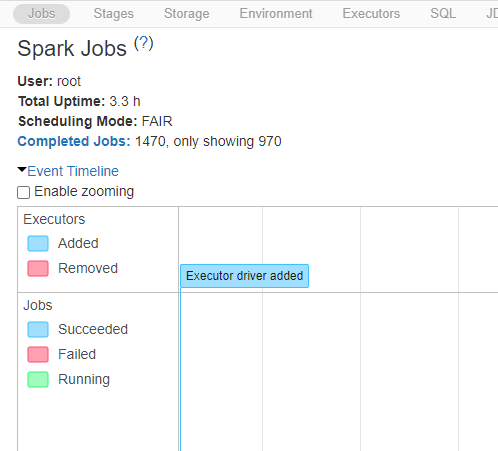 Jobs Stages Storage Environment Executors SQL JD
Spark Jobs (?)
User: root
Total Uptime: 3.3 h
Scheduling Mode: FAIR
Completed Jobs: 1470, only showing 970
Event Timeline
Enable zooming
Executors
Added
Removed
Executor driver added
Jobs
Succeeded
Failed
Running